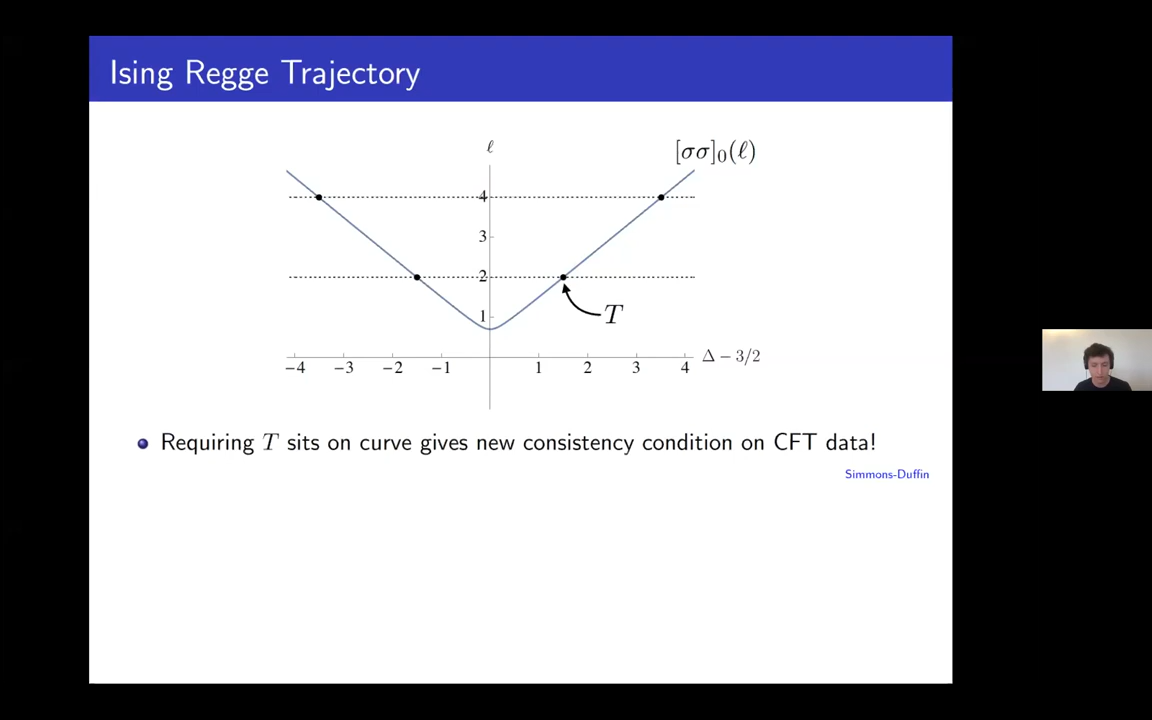 Ising Regge Trajectory
ℓ
[σσ]₀(ℓ)
4
3
2
1
T
−4 −3 −2 −1 1 2 3 4 Δ − 3/2
Requiring T sits on curve gives new consistency condition on CFT data!
Simmons-Duffin